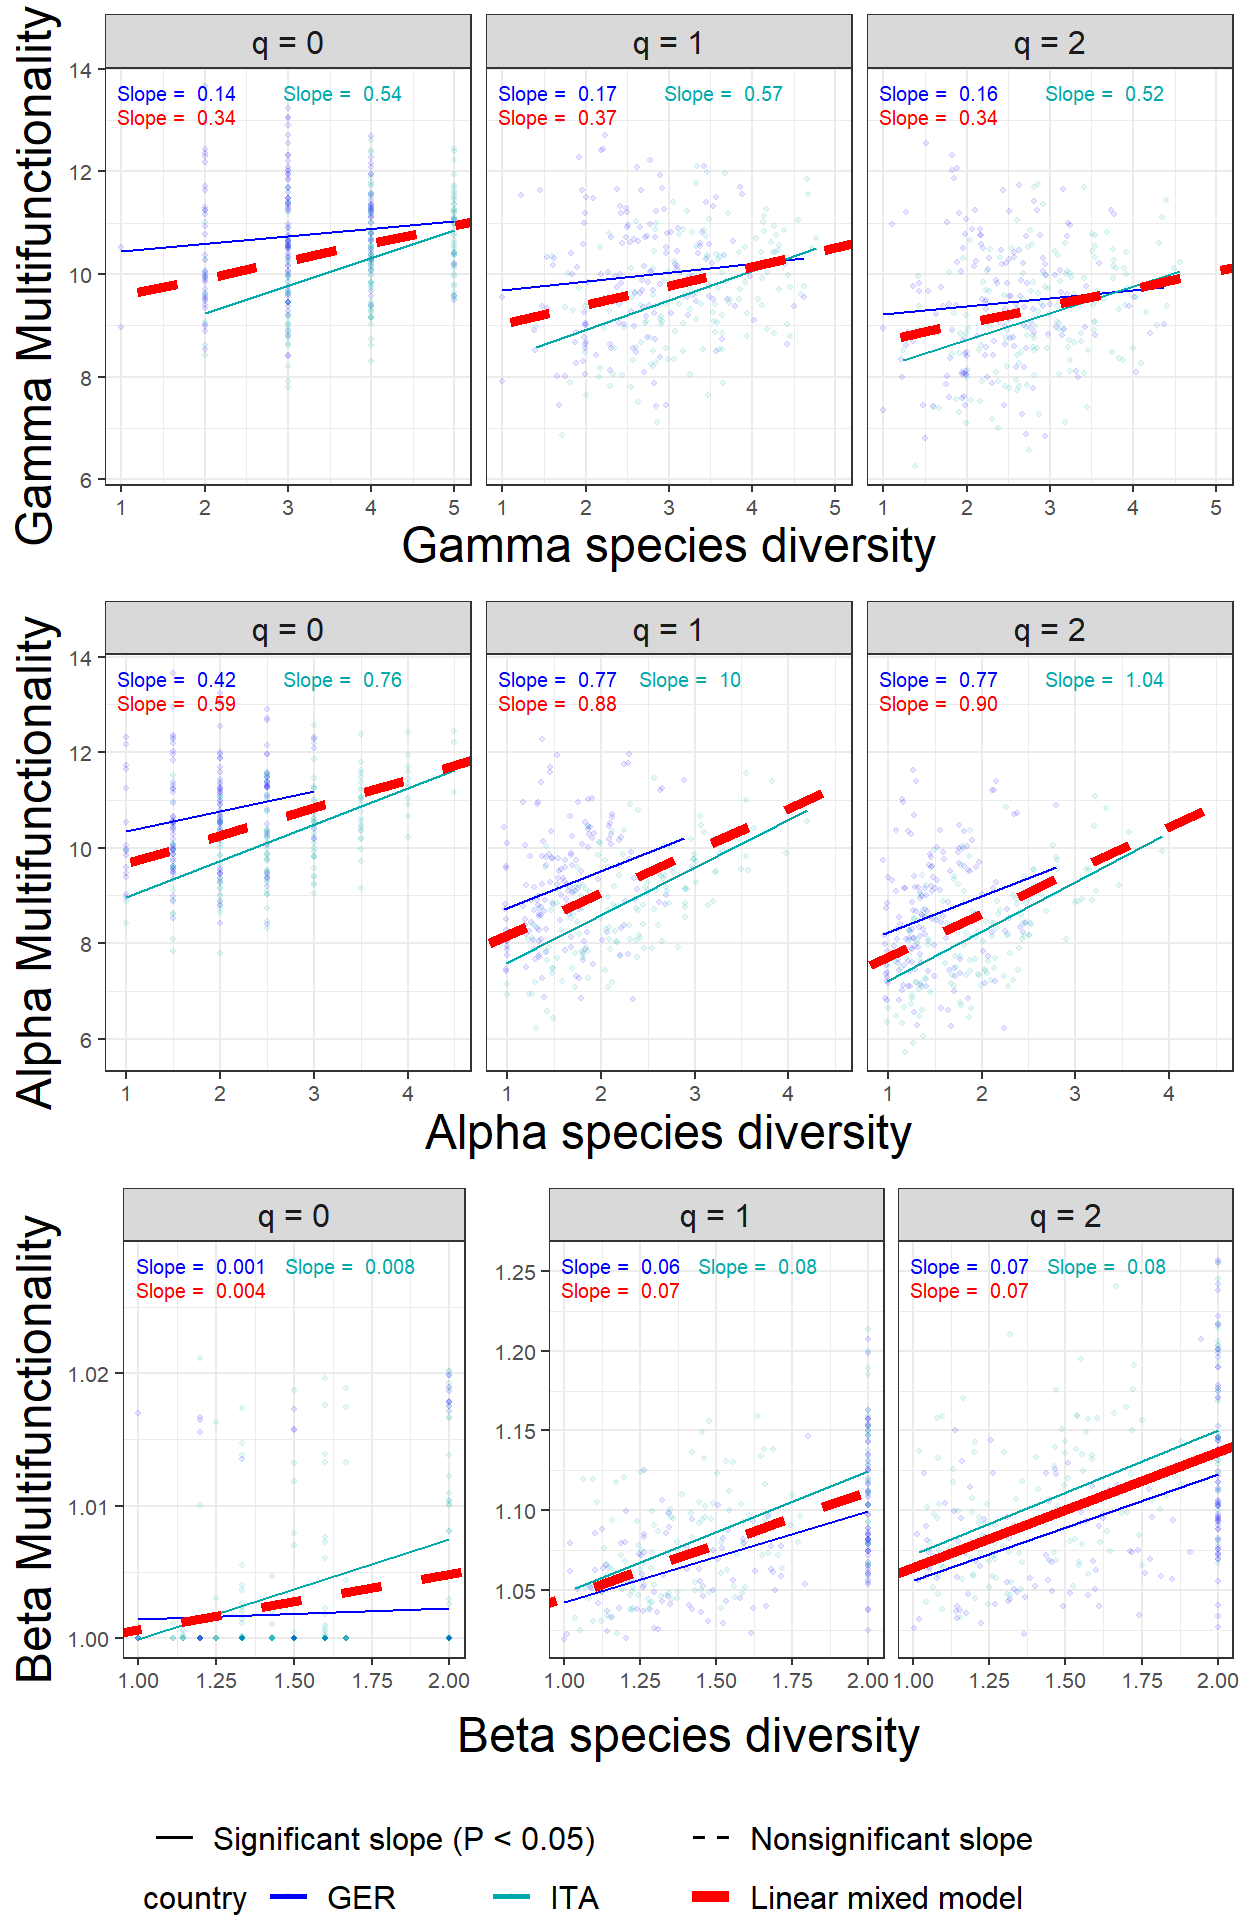 q = 0
q = 1
q = 2
Gamma Multifunctionality
14
12
10
8
6
Slope = 0.14
Slope = 0.54
Slope = 0.34
Slope = 0.17
Slope = 0.57
Slope = 0.37
Slope = 0.16
Slope = 0.52
Slope = 0.34
1 2 3 4 5
1 2 3 4 5
1 2 3 4 5
Gamma species diversity
q = 0
q = 1
q = 2
Alpha Multifunctionality
14
12
10
8
6
Slope = 0.42
Slope = 0.76
Slope = 0.59
Slope = 0.77
Slope = 10
Slope = 0.88
Slope = 0.77
Slope = 1.04
Slope = 0.90
1 2 3 4
1 2 3 4
1 2 3 4
Alpha species diversity
q = 0
q = 1
q = 2
Beta Multifunctionality
1.02
1.01
1.00
Slope = 0.001
Slope = 0.008
Slope = 0.004
1.25
1.20
1.15
1.10
1.05
Slope = 0.06
Slope = 0.08
Slope = 0.07
Slope = 0.07
Slope = 0.08
Slope = 0.07
1.00 1.25 1.50 1.75 2.00
1.00 1.25 1.50 1.75 2.00
1.00 1.25 1.50 1.75 2.00
Beta species diversity
Significant slope (P < 0.05)
Nonsignificant slope
country GER ITA Linear mixed model